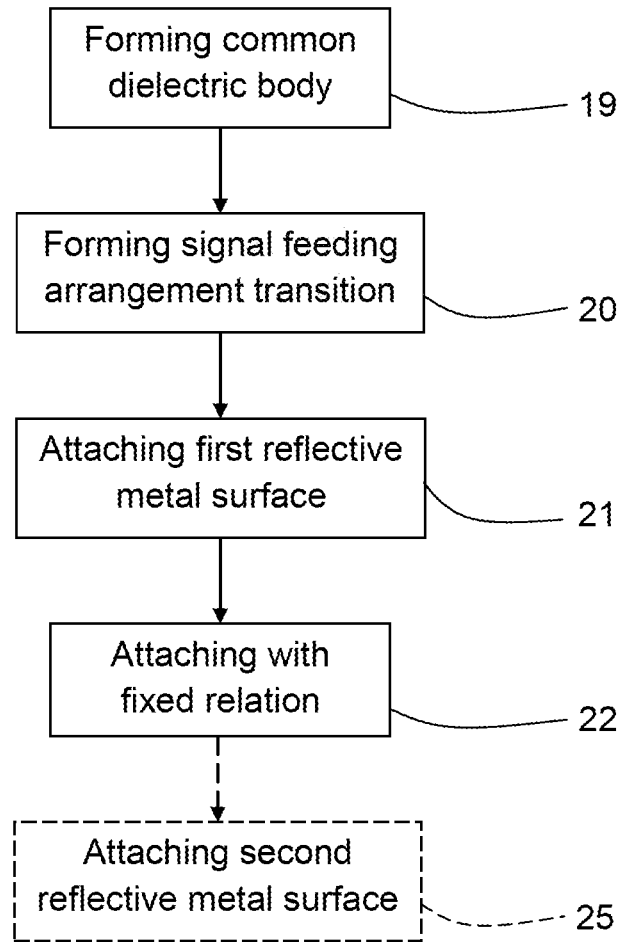 Forming common
dielectric body
19
Forming signal feeding
arrangement transition
20
Attaching first reflective
metal surface
21
Attaching with
fixed relation
22
Attaching second
reflective metal surface
25